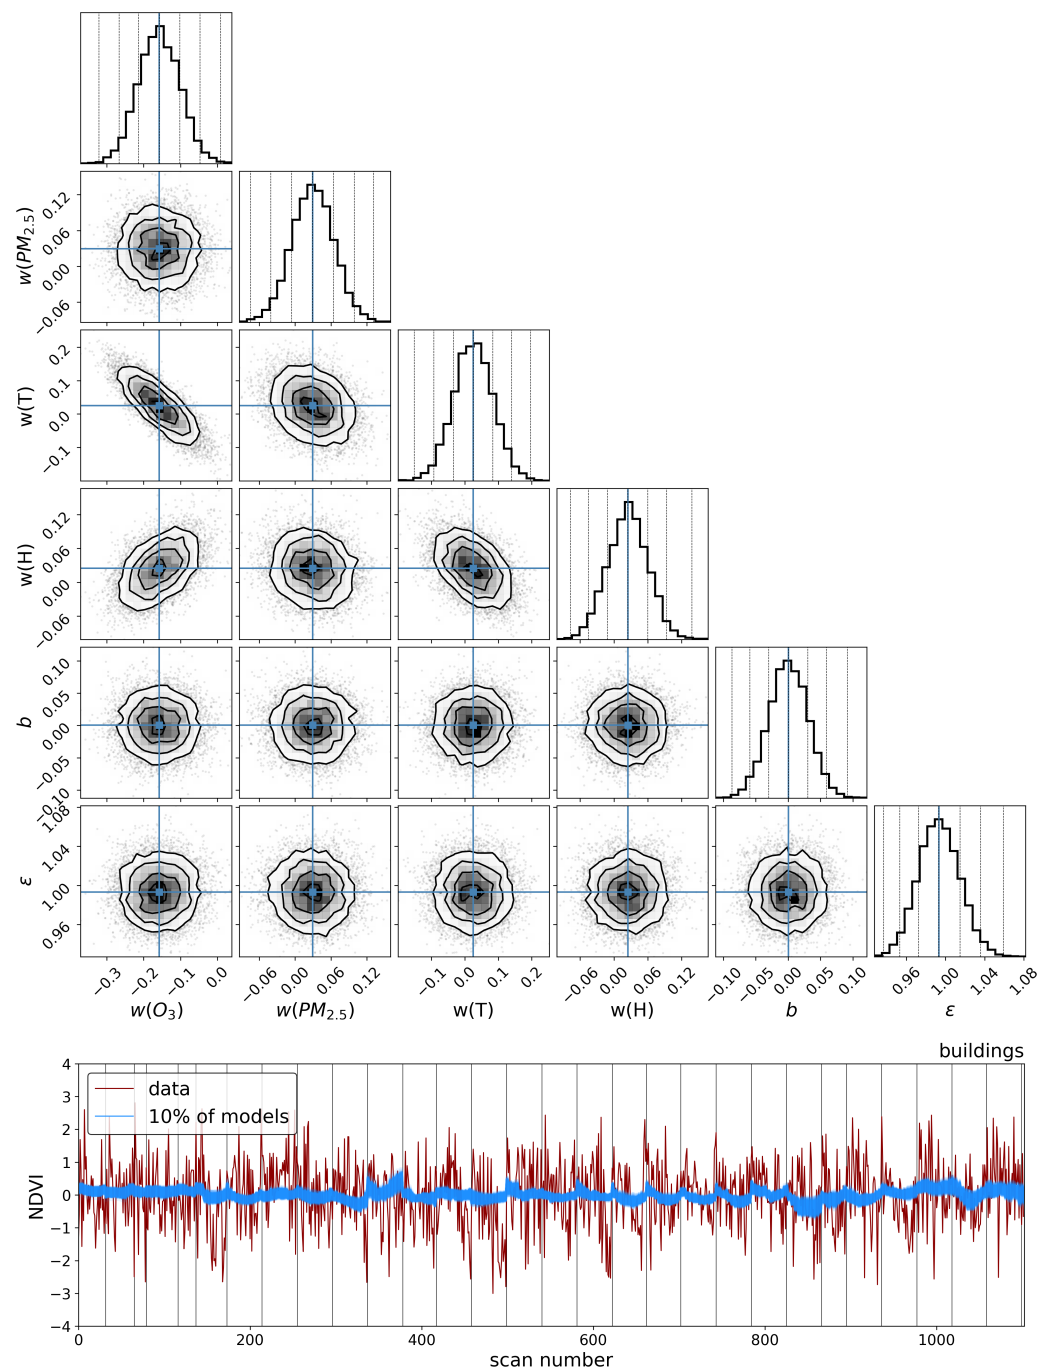 w(PM2.5)
0.12
0.06
0.00
−0.06
w(T)
0.2
0.1
0.0
−0.1
w(H)
0.12
0.06
0.00
−0.06
b
0.10
0.05
0.00
−0.05
−0.10
ε
1.08
1.04
1.00
0.96
−0.3 −0.2 −0.1 0.0 −0.06 0.00 0.06 0.12 −0.1 0.0 0.1 0.2 −0.06 0.00 0.06 0.12 −0.10 −0.05 0.00 0.05 0.10 0.96 1.00 1.04 1.08
w(O3) w(PM2.5) w(T) w(H) b ε
buildings
data
10% of models
NDVI
4
3
2
1
0
−1
−2
−3
−4
0 200 400 600 800 1000
scan number